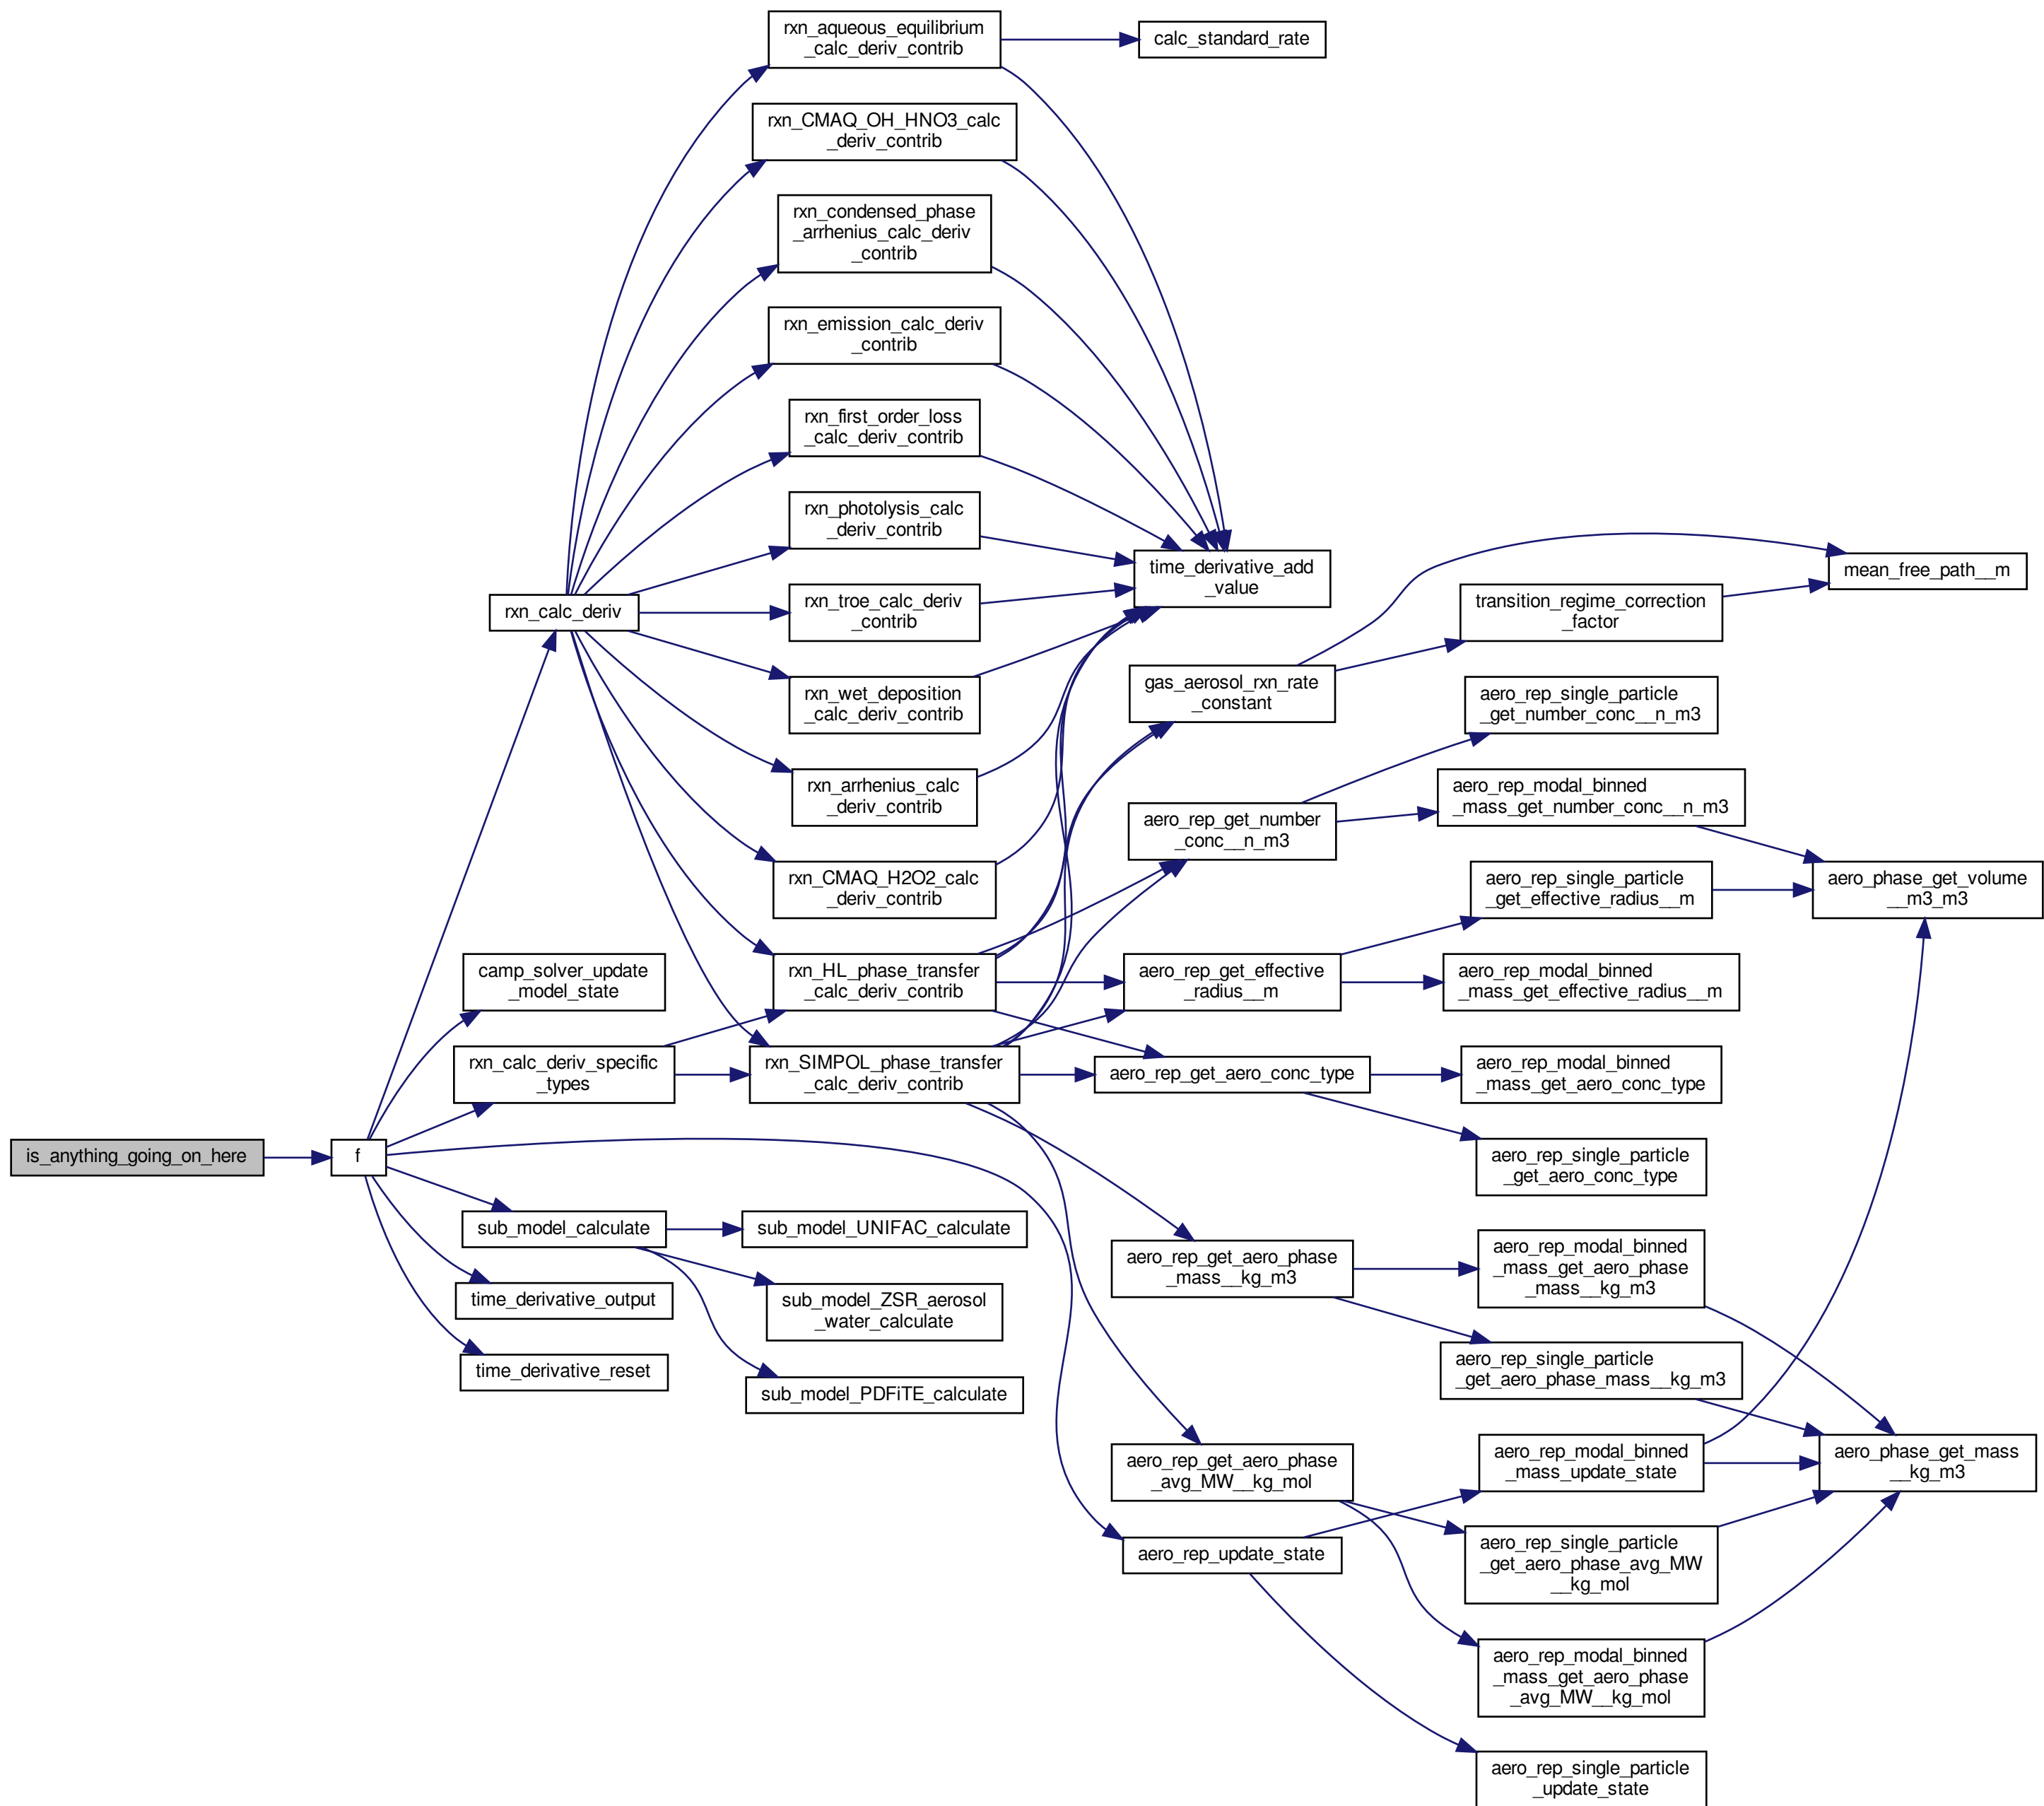 rxn_aqueous_equilibrium
_calc_deriv_contrib
calc_standard_rate
rxn_CMAQ_OH_HNO3_calc
_deriv_contrib
rxn_condensed_phase
_arrhenius_calc_deriv
_contrib
rxn_emission_calc_deriv
_contrib
rxn_first_order_loss
_calc_deriv_contrib
rxn_photolysis_calc
_deriv_contrib
time_derivative_add
_value
mean_free_path__m
rxn_calc_deriv
rxn_troe_calc_deriv
_contrib
transition_regime_correction
_factor
rxn_wet_deposition
_calc_deriv_contrib
gas_aerosol_rxn_rate
_constant
aero_rep_single_particle
_get_number_conc__n_m3
rxn_arrhenius_calc
_deriv_contrib
aero_rep_get_number
_conc__n_m3
aero_rep_modal_binned
_mass_get_number_conc__n_m3
rxn_CMAQ_H2O2_calc
_deriv_contrib
aero_rep_single_particle
_get_effective_radius__m
aero_phase_get_volume
__m3_m3
camp_solver_update
_model_state
rxn_HL_phase_transfer
_calc_deriv_contrib
aero_rep_get_effective
_radius__m
aero_rep_modal_binned
_mass_get_effective_radius__m
rxn_calc_deriv_specific
_types
rxn_SIMPOL_phase_transfer
_calc_deriv_contrib
aero_rep_get_aero_conc_type
aero_rep_modal_binned
_mass_get_aero_conc_type
is_anything_going_on_here
f
aero_rep_single_particle
_get_aero_conc_type
sub_model_calculate
sub_model_UNIFAC_calculate
aero_rep_get_aero_phase
_mass__kg_m3
aero_rep_modal_binned
_mass_get_aero_phase
_mass__kg_m3
time_derivative_output
sub_model_ZSR_aerosol
_water_calculate
time_derivative_reset
sub_model_PDFiTE_calculate
aero_rep_single_particle
_get_aero_phase_mass__kg_m3
aero_rep_get_aero_phase
_avg_MW__kg_mol
aero_rep_modal_binned
_mass_update_state
aero_phase_get_mass
__kg_m3
aero_rep_update_state
aero_rep_single_particle
_get_aero_phase_avg_MW
__kg_mol
aero_rep_modal_binned
_mass_get_aero_phase
_avg_MW__kg_mol
aero_rep_single_particle
_update_state